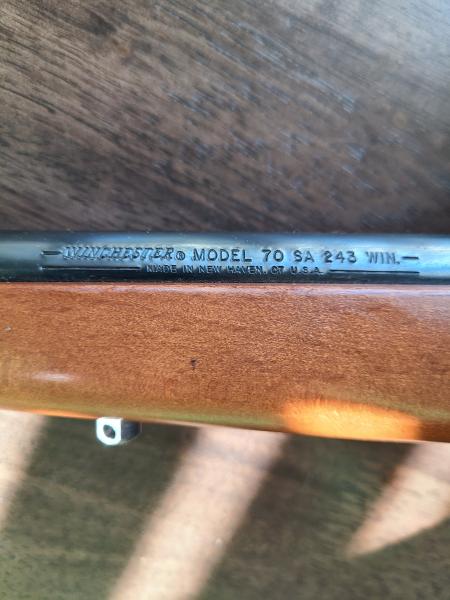 WINCHESTER® MODEL 70 SA 243 WIN.
MADE IN NEW HAVEN, CT U.S.A.